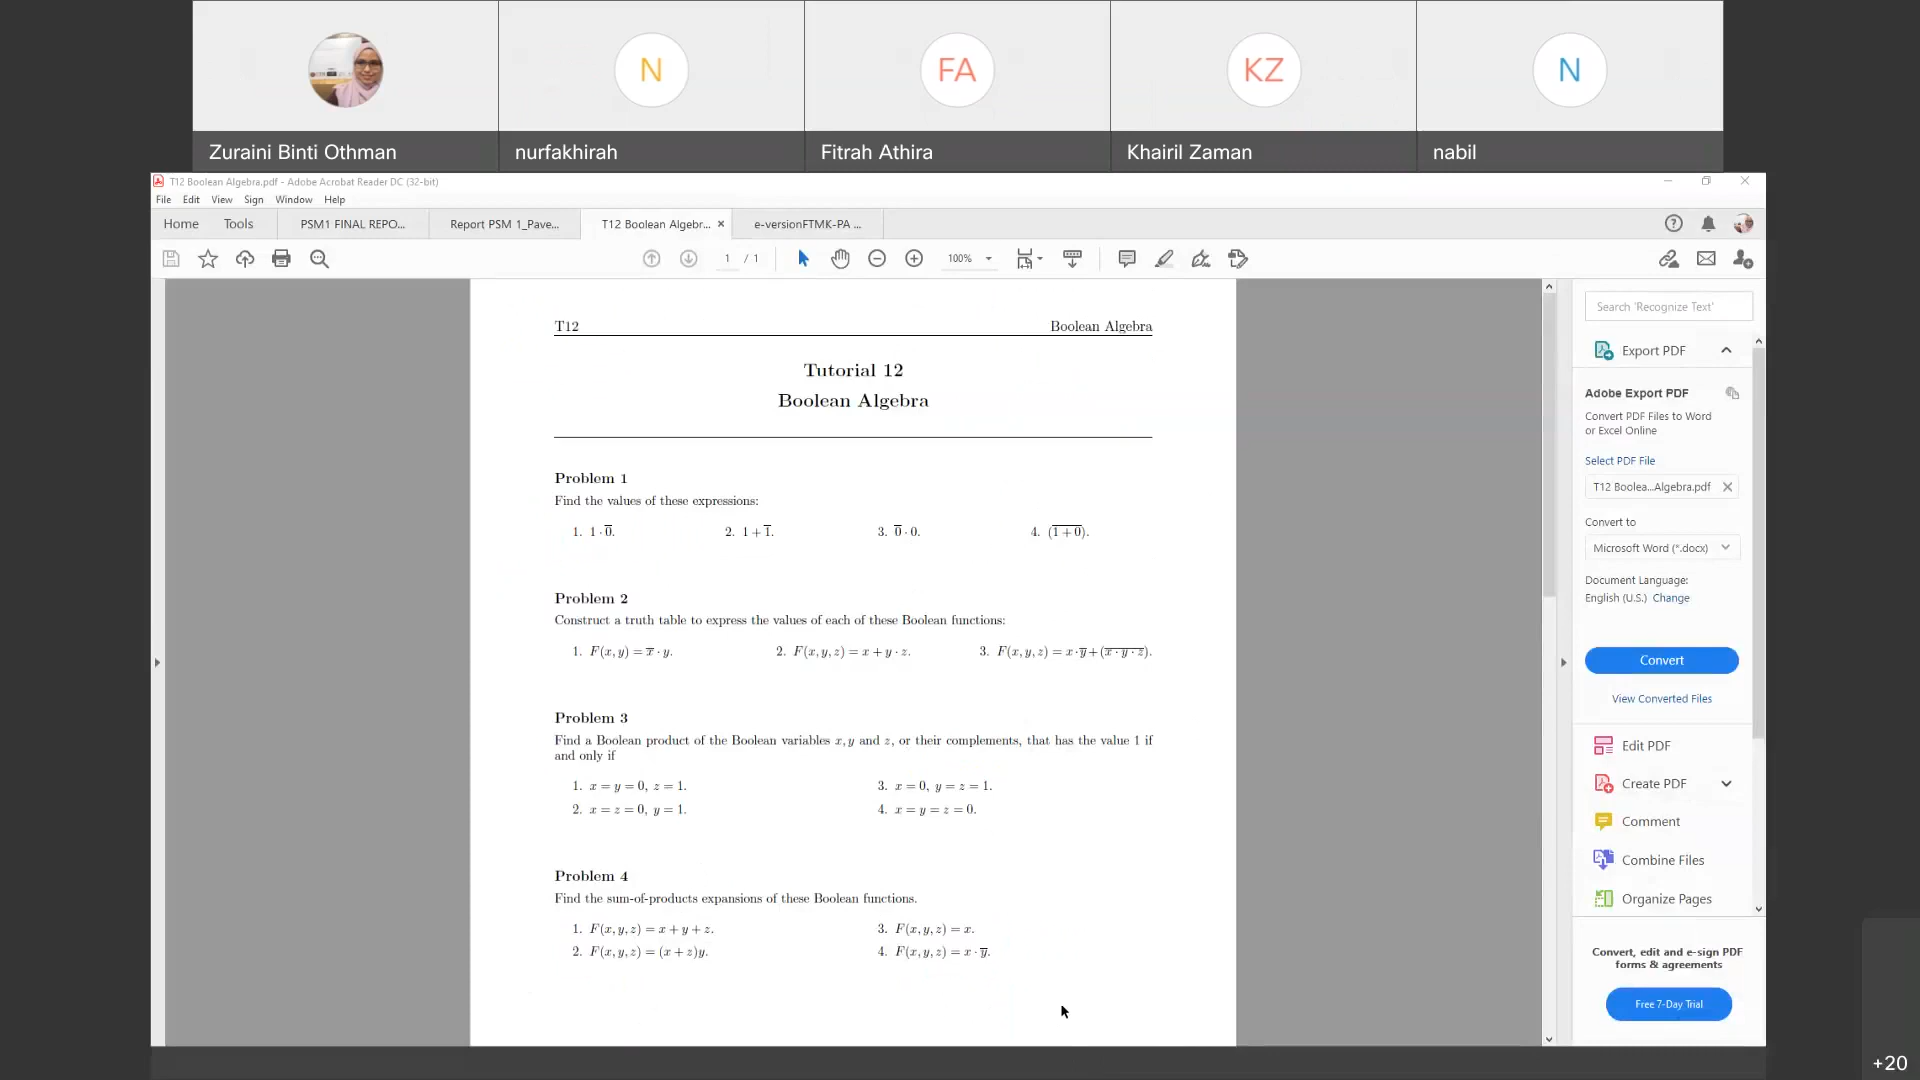 N
FA
KZ
N
Zuraini Binti Othman
nurfakhirah
Fitrah Athira
Khairil Zaman
nabil
T12 Boolean Algebra.pdf - Adobe Acrobat Reader DC (32-bit)
File Edit View Sign Window Help
Home Tools PSM1 FINAL REPO... Report PSM 1_Pave... T12 Boolean Algebr... × e-versionFTMK-PA ...
1 / 1 100%
T12 Boolean Algebra
Tutorial 12
Boolean Algebra
Problem 1
Find the values of these expressions:
1. 1 · 0̅. 2. 1 + 1̅. 3. 0̅ · 0. 4. (1̅ ̅+̅ ̅0̅).
Problem 2
Construct a truth table to express the values of each of these Boolean functions:
1. F(x, y) = x̅ · y. 2. F(x, y, z) = x + y · z. 3. F(x, y, z) = x·y̅+(x̅ ̅·̅ ̅y̅ ̅·̅ ̅z̅).
Problem 3
Find a Boolean product of the Boolean variables x, y and z, or their complements, that has the value 1 if
and only if
1. x = y = 0, z = 1. 3. x = 0, y = z = 1.
2. x = z = 0, y = 1. 4. x = y = z = 0.
Problem 4
Find the sum-of-products expansions of these Boolean functions.
1. F(x, y, z) = x + y + z. 3. F(x, y, z) = x.
2. F(x, y, z) = (x + z)y. 4. F(x, y, z) = x · y̅.
Search 'Recognize Text'
Export PDF
Adobe Export PDF
Convert PDF Files to Word
or Excel Online
Select PDF File
T12 Boolea...Algebra.pdf
Convert to
Microsoft Word (*.docx)
Document Language:
English (U.S.) Change
Convert
View Converted Files
Edit PDF
Create PDF
Comment
Combine Files
Organize Pages
Convert, edit and e-sign PDF
forms & agreements
Free 7-Day Trial
+20